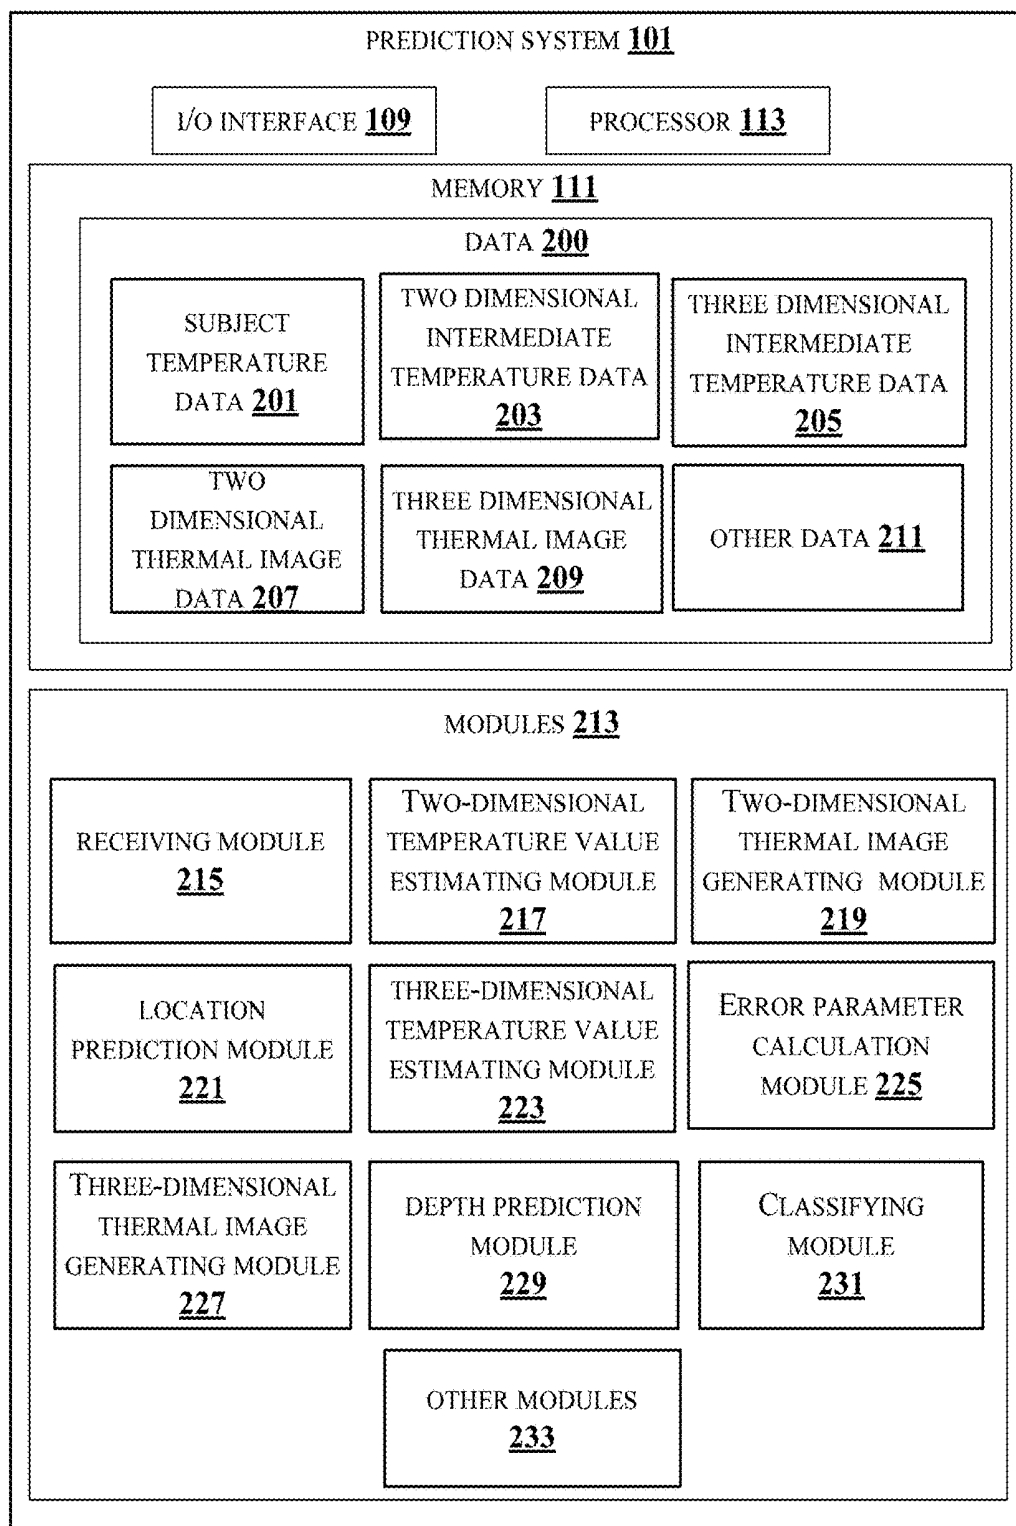 PREDICTION SYSTEM 101
I/O INTERFACE 109
PROCESSOR 113
MEMORY 111
DATA 200
SUBJECT
TEMPERATURE
DATA 201
TWO DIMENSIONAL
INTERMEDIATE
TEMPERATURE DATA
203
THREE DIMENSIONAL
INTERMEDIATE
TEMPERATURE DATA
205
TWO
DIMENSIONAL
THERMAL IMAGE
DATA 207
THREE DIMENSIONAL
THERMAL IMAGE
DATA 209
OTHER DATA 211
MODULES 213
RECEIVING MODULE
215
TWO-DIMENSIONAL
TEMPERATURE VALUE
ESTIMATING MODULE
217
TWO-DIMENSIONAL
THERMAL IMAGE
GENERATING MODULE
219
LOCATION
PREDICTION MODULE
221
THREE-DIMENSIONAL
TEMPERATURE VALUE
ESTIMATING MODULE
223
ERROR PARAMETER
CALCULATION
MODULE 225
THREE-DIMENSIONAL
THERMAL IMAGE
GENERATING MODULE
227
DEPTH PREDICTION
MODULE
229
CLASSIFYING
MODULE
231
OTHER MODULES
233